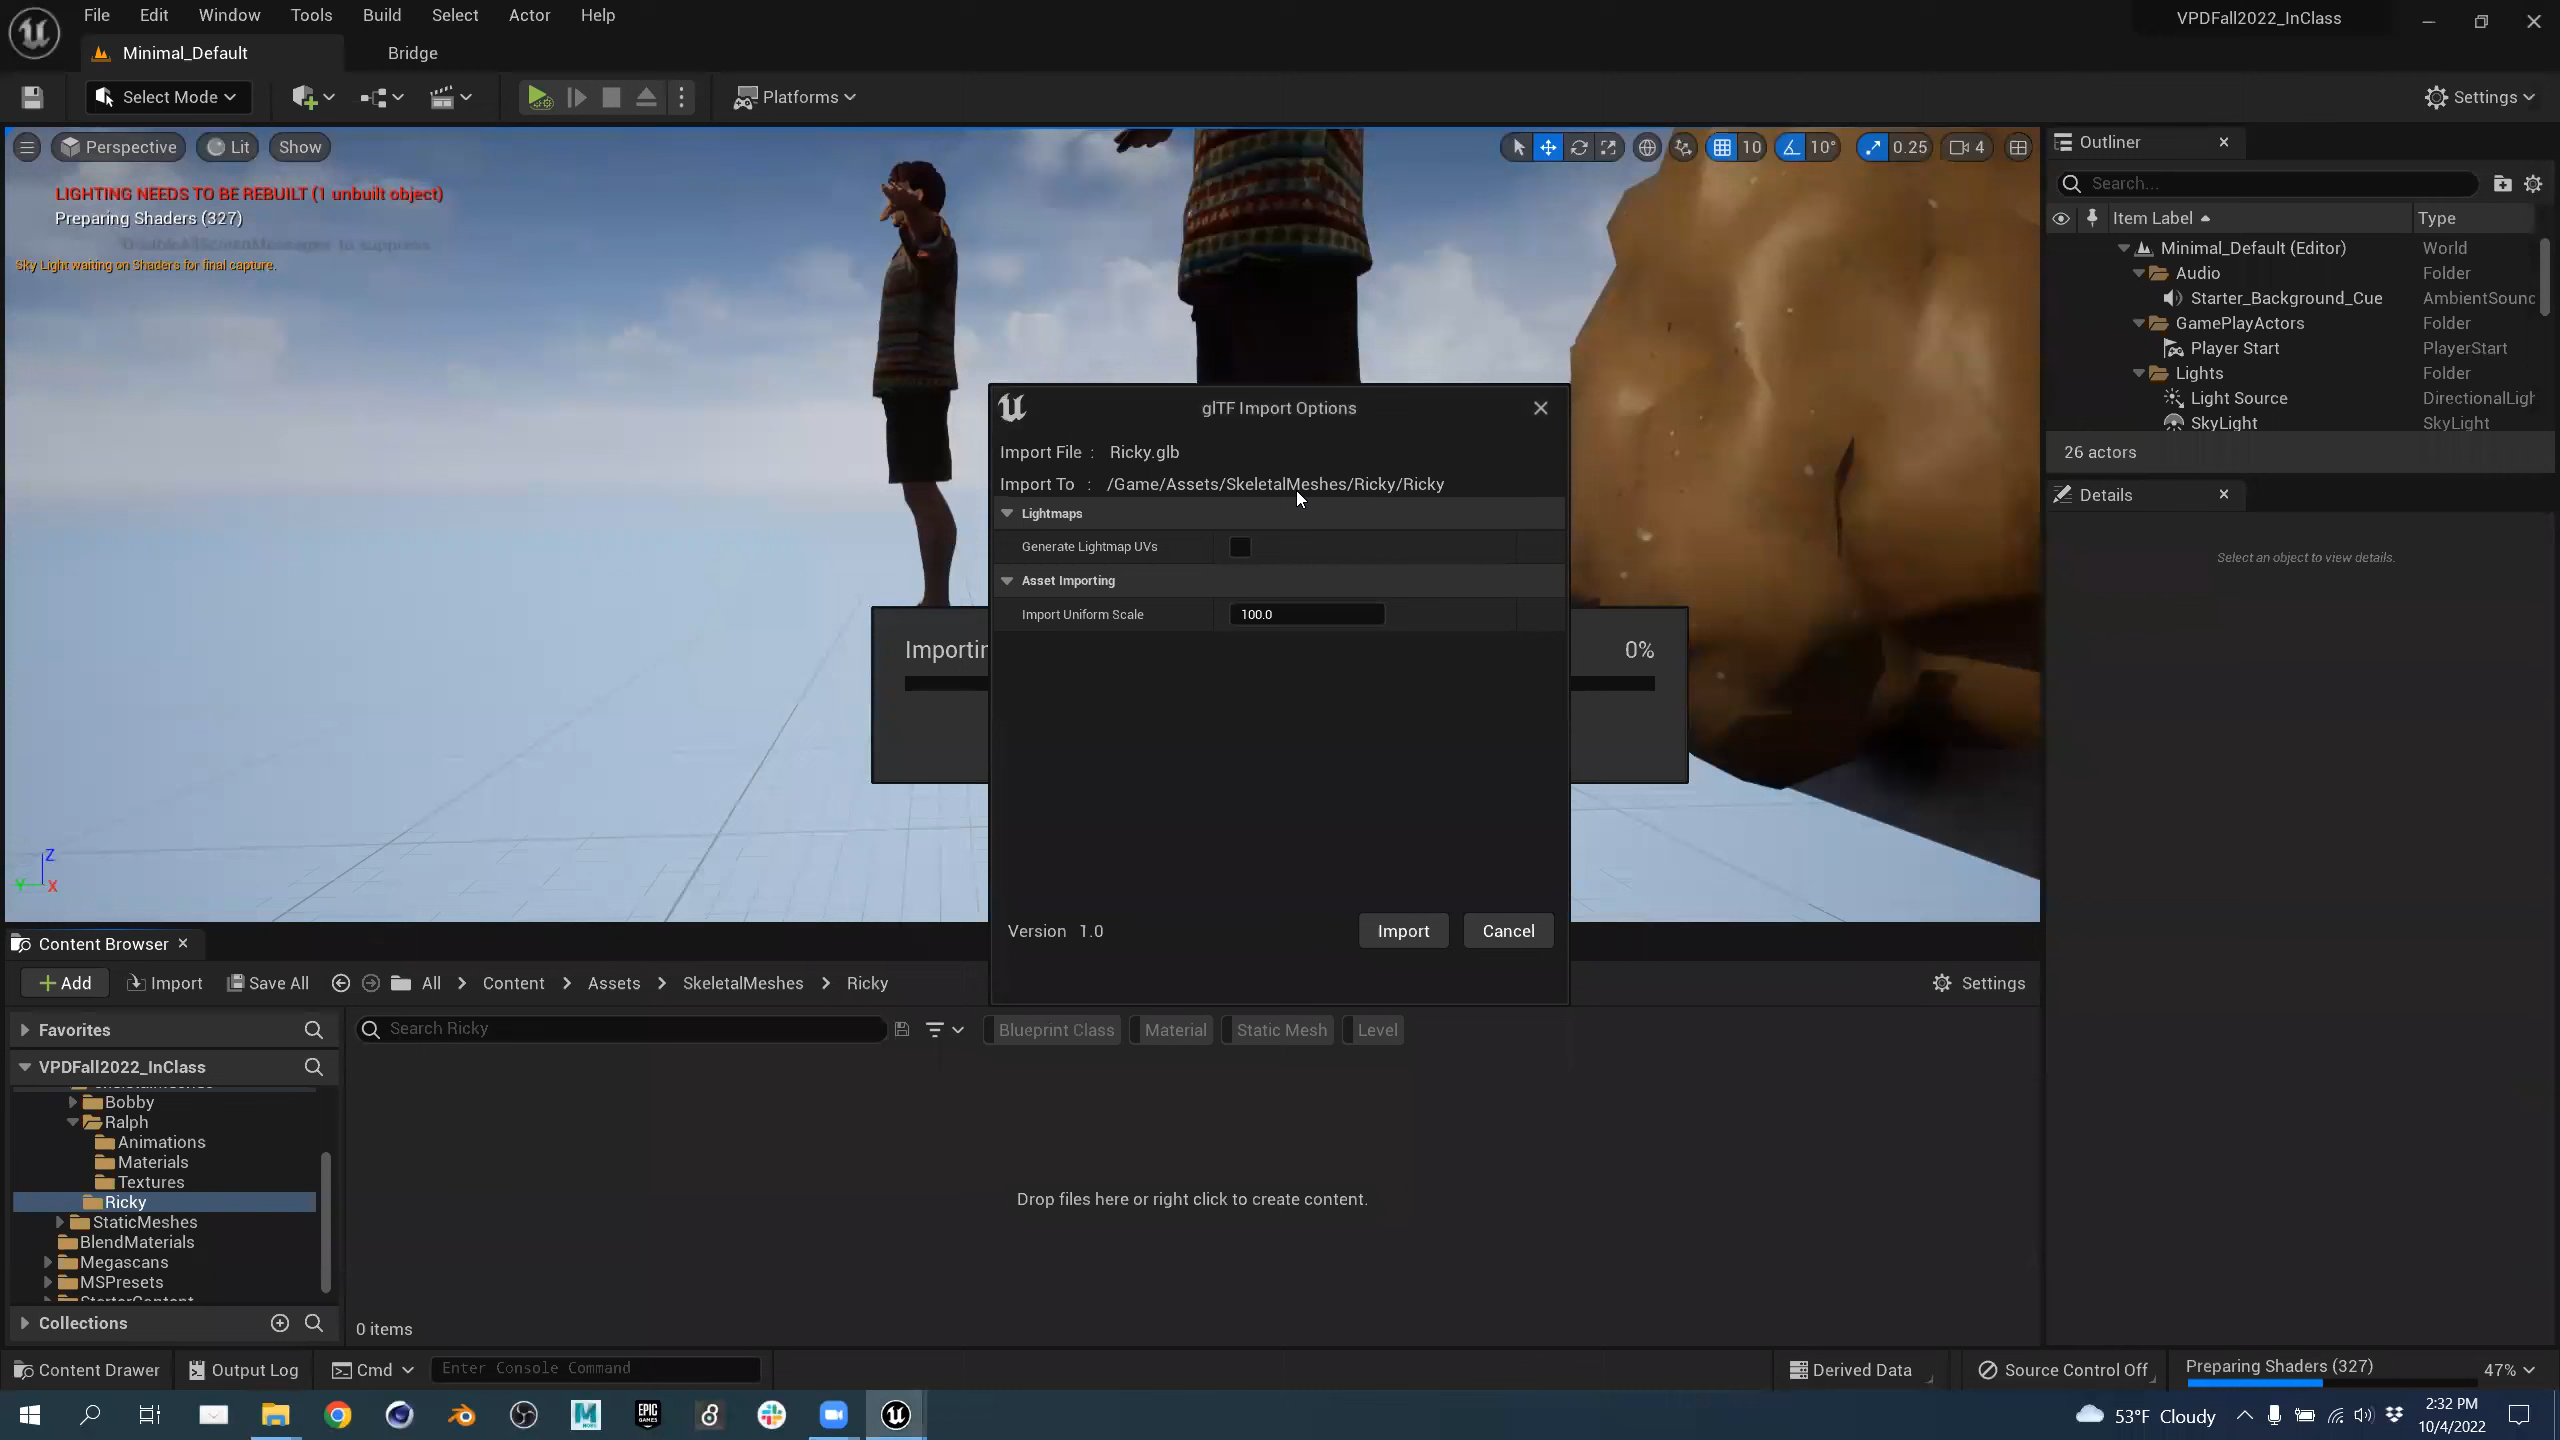 File Edit Window Tools Build Select Actor Help
VPDFall2022_InClass
Minimal_Default
Bridge
Select Mode
Platforms
Settings
Perspective
Lit
Show
10
10°
0.25
4
LIGHTING NEEDS TO BE REBUILT (1 unbuilt object)
Preparing Shaders (327)
'DisableAllScreenMessages' to suppress
Sky Light waiting on Shaders for final capture.
Z
Y
X
Outliner
Search...
Item Label
Type
Minimal_Default (Editor)
World
Audio
Folder
Starter_Background_Cue
AmbientSound
GamePlayActors
Folder
Player Start
PlayerStart
Lights
Folder
Light Source
DirectionalLigh
SkyLight
SkyLight
26 actors
Details
Select an object to view details.
glTF Import Options
Import File : Ricky.glb
Import To : /Game/Assets/SkeletalMeshes/Ricky/Ricky
Lightmaps
Generate Lightmap UVs
Asset Importing
Import Uniform Scale
100.0
0%
Version 1.0
Import
Cancel
Content Browser
Add
Import
Save All
All
Content
Assets
SkeletalMeshes
Ricky
Settings
Favorites
Search Ricky
Blueprint Class
Material
Static Mesh
Level
VPDFall2022_InClass
Bobby
Ralph
Animations
Materials
Textures
Ricky
StaticMeshes
BlendMaterials
Megascans
MSPresets
Drop files here or right click to create content.
Collections
0 items
Content Drawer
Output Log
Cmd
Enter Console Command
Derived Data
Source Control Off
Preparing Shaders (327)
47%
EPIC
GAMES
53°F Cloudy
2:32 PM
10/4/2022